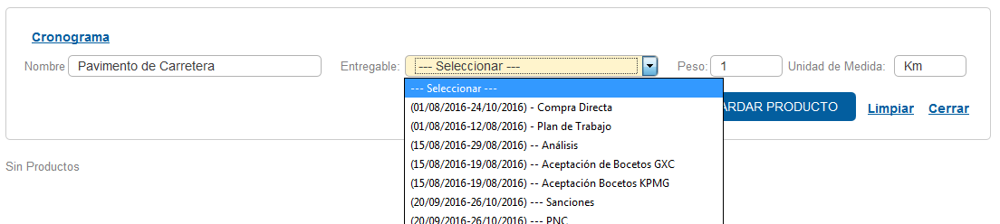 Cronograma
Nombre Pavimento de Carretera Entregable: --- Seleccionar --- Peso: 1 Unidad de Medida: Km
--- Seleccionar ---
(01/08/2016-24/10/2016) - Compra Directa
ARDAR PRODUCTO Limpiar Cerrar
(01/08/2016-12/08/2016) - Plan de Trabajo
(15/08/2016-29/08/2016) -- Análisis
(15/08/2016-19/08/2016) -- Aceptación de Bocetos GXC
Sin Productos
(15/08/2016-19/08/2016) -- Aceptación Bocetos KPMG
(20/09/2016-26/10/2016) --- Sanciones
(20/09/2016-26/10/2016) --- PNC